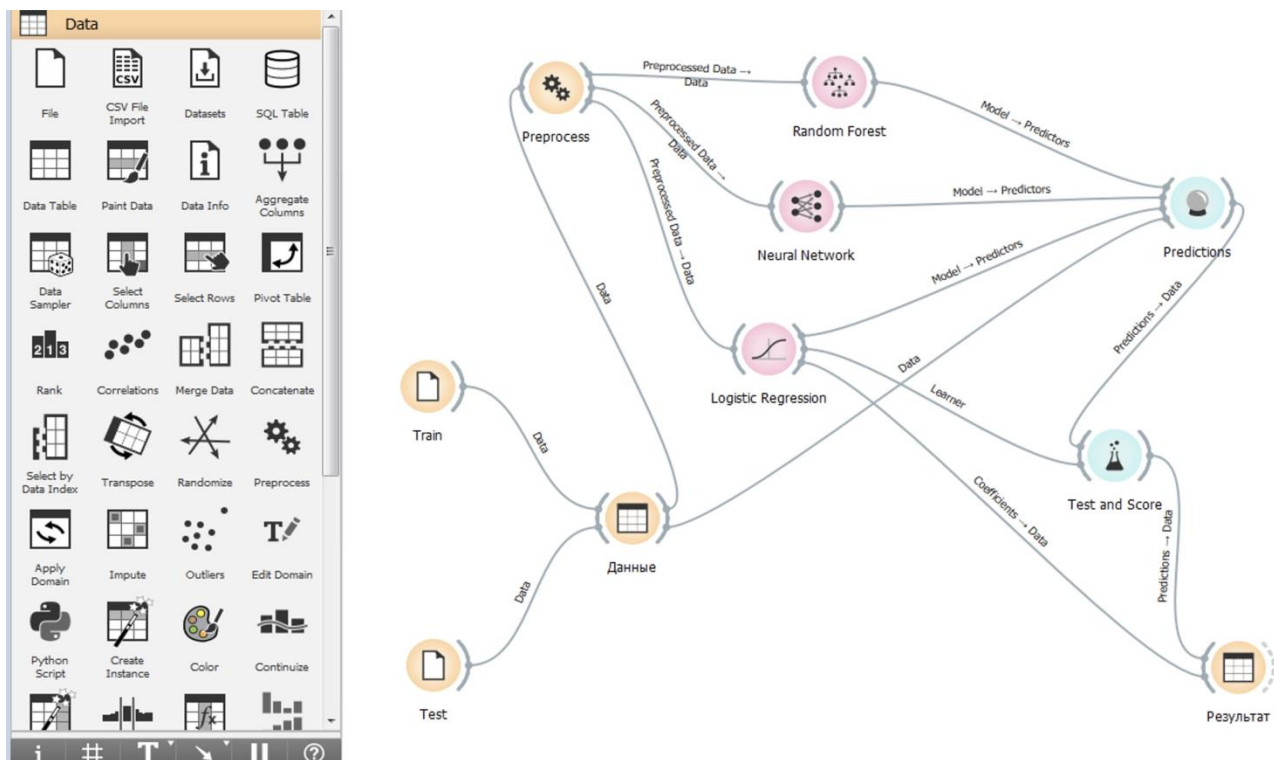 Data
File
CSV File
Import
Datasets
SQL Table
Data Table
Paint Data
Data Info
Aggregate
Columns
Data
Sampler
Select
Columns
Select Rows
Pivot Table
Rank
Correlations
Merge Data
Concatenate
Select by
Data Index
Transpose
Randomize
Preprocess
Apply
Domain
Impute
Outliers
Edit Domain
Python
Script
Create
Instance
Color
Continuize
Preprocess
Preprocessed Data →
Data
Random Forest
Model → Predictors
Preprocessed Data →
Data
Neural Network
Model → Predictors
Predictions
Preprocessed Data → Data
Logistic Regression
Model → Predictors
Data
Data
Predictions → Data
Learner
Train
Data
Test and Score
Coefficients → Data
Predictions → Data
Данные
Data
Test
Результат